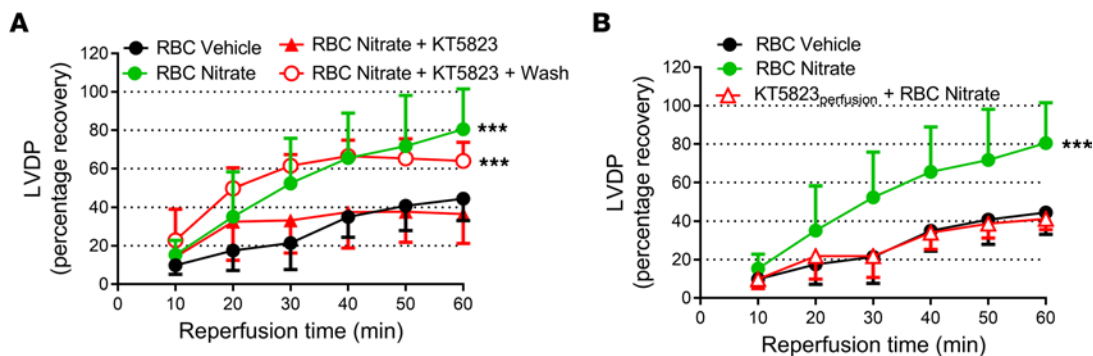 A
RBC Vehicle
RBC Nitrate + KT5823
RBC Nitrate
RBC Nitrate + KT5823 + Wash
LVDP
(percentage recovery)
120
100
80
60
40
20
0
***
***
0 10 20 30 40 50 60
Reperfusion time (min)
B
RBC Vehicle
RBC Nitrate
KT5823perfusion + RBC Nitrate
LVDP
(percentage recovery)
120
100
80
60
40
20
0
***
0 10 20 30 40 50 60
Reperfusion time (min)